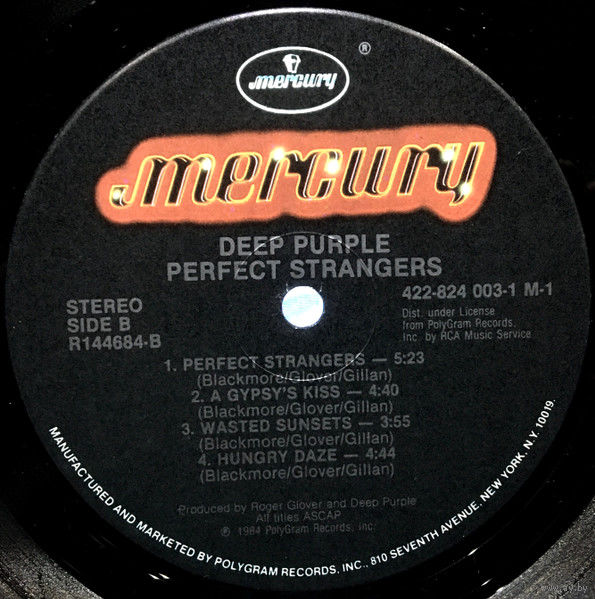 mercury
®
mercury
DEEP PURPLE
PERFECT STRANGERS
STEREO
SIDE B
R144684-B
422-824 003-1 M-1
Dist. under License
from PolyGram Records,
Inc. by RCA Music Service
1. PERFECT STRANGERS — 5:23
(Blackmore/Glover/Gillan)
2. A GYPSY'S KISS — 4:40
(Blackmore/Glover/Gillan)
3. WASTED SUNSETS — 3:55
(Blackmore/Glover/Gillan)
4. HUNGRY DAZE — 4:44
(Blackmore/Glover/Gillan)
Produced by Roger Glover and Deep Purple
All titles ASCAP
℗ 1984 PolyGram Records, Inc.
MANUFACTURED AND MARKETED BY POLYGRAM RECORDS, INC., 810 SEVENTH AVENUE, NEW YORK, N.Y. 10019.